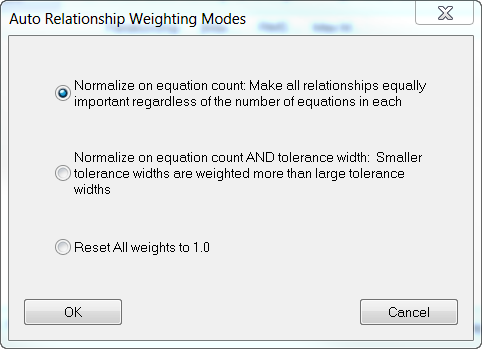 Auto Relationship Weighting Modes
Normalize on equation count: Make all relationships equally
important regardless of the number of equations in each
Normalize on equation count AND tolerance width:  Smaller
tolerance widths are weighted more than large tolerance
widths
Reset All weights to 1.0
OK
Cancel